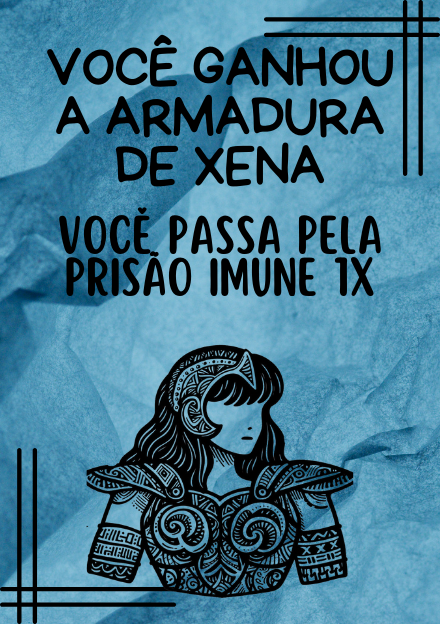 VOCÊ GANHOU
A ARMADURA
DE XENA
VOCÊ PASSA PELA
PRISÃO IMUNE 1X